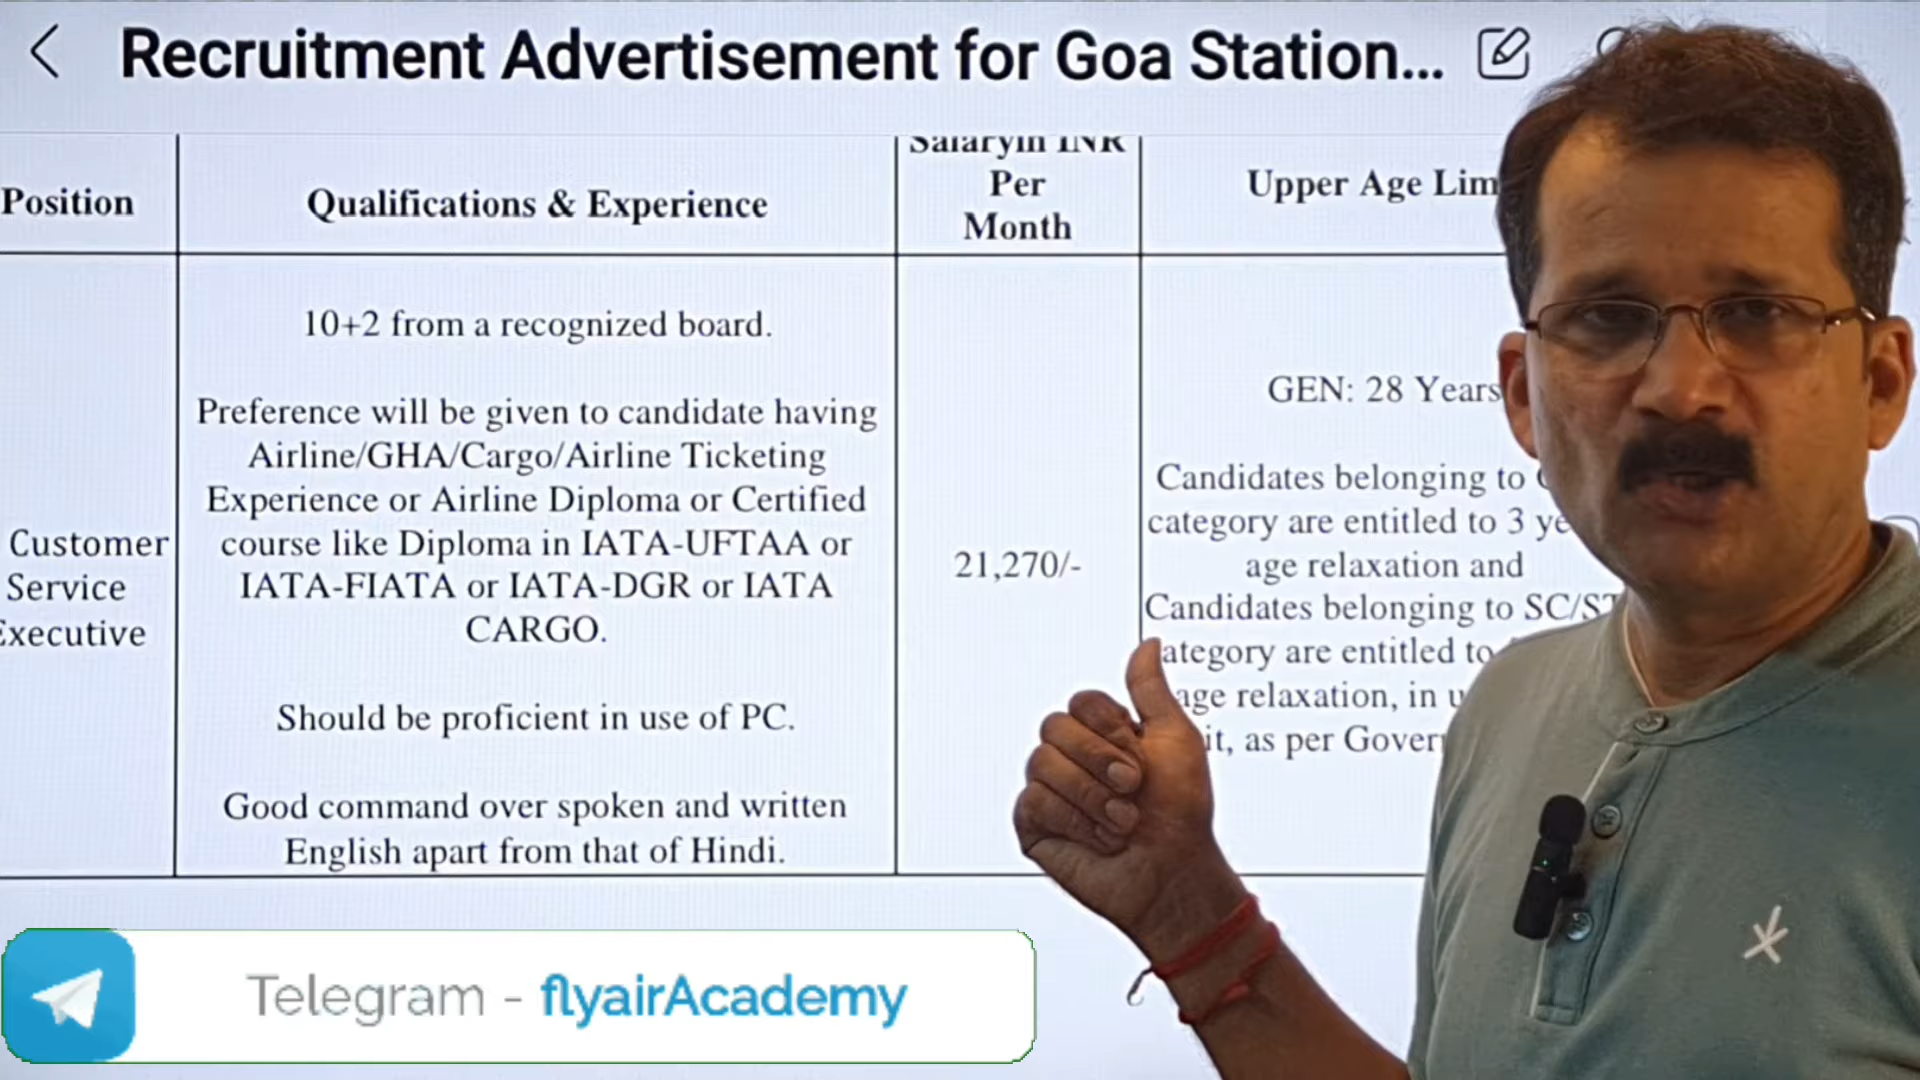 Recruitment Advertisement for Goa Station...
Position
Qualifications & Experience
Salaryin INR
Per
Month
Upper Age Lim
Customer
Service
Executive
10+2 from a recognized board.
Preference will be given to candidate having
Airline/GHA/Cargo/Airline Ticketing
Experience or Airline Diploma or Certified
course like Diploma in IATA-UFTAA or
IATA-FIATA or IATA-DGR or IATA
CARGO.
Should be proficient in use of PC.
Good command over spoken and written
English apart from that of Hindi.
21,270/-
GEN: 28 Years
Candidates belonging to
category are entitled to 3 ye
age relaxation and
Candidates belonging to SC/ST
ategory are entitled to
age relaxation, in u
it, as per Govern
Telegram - flyairAcademy